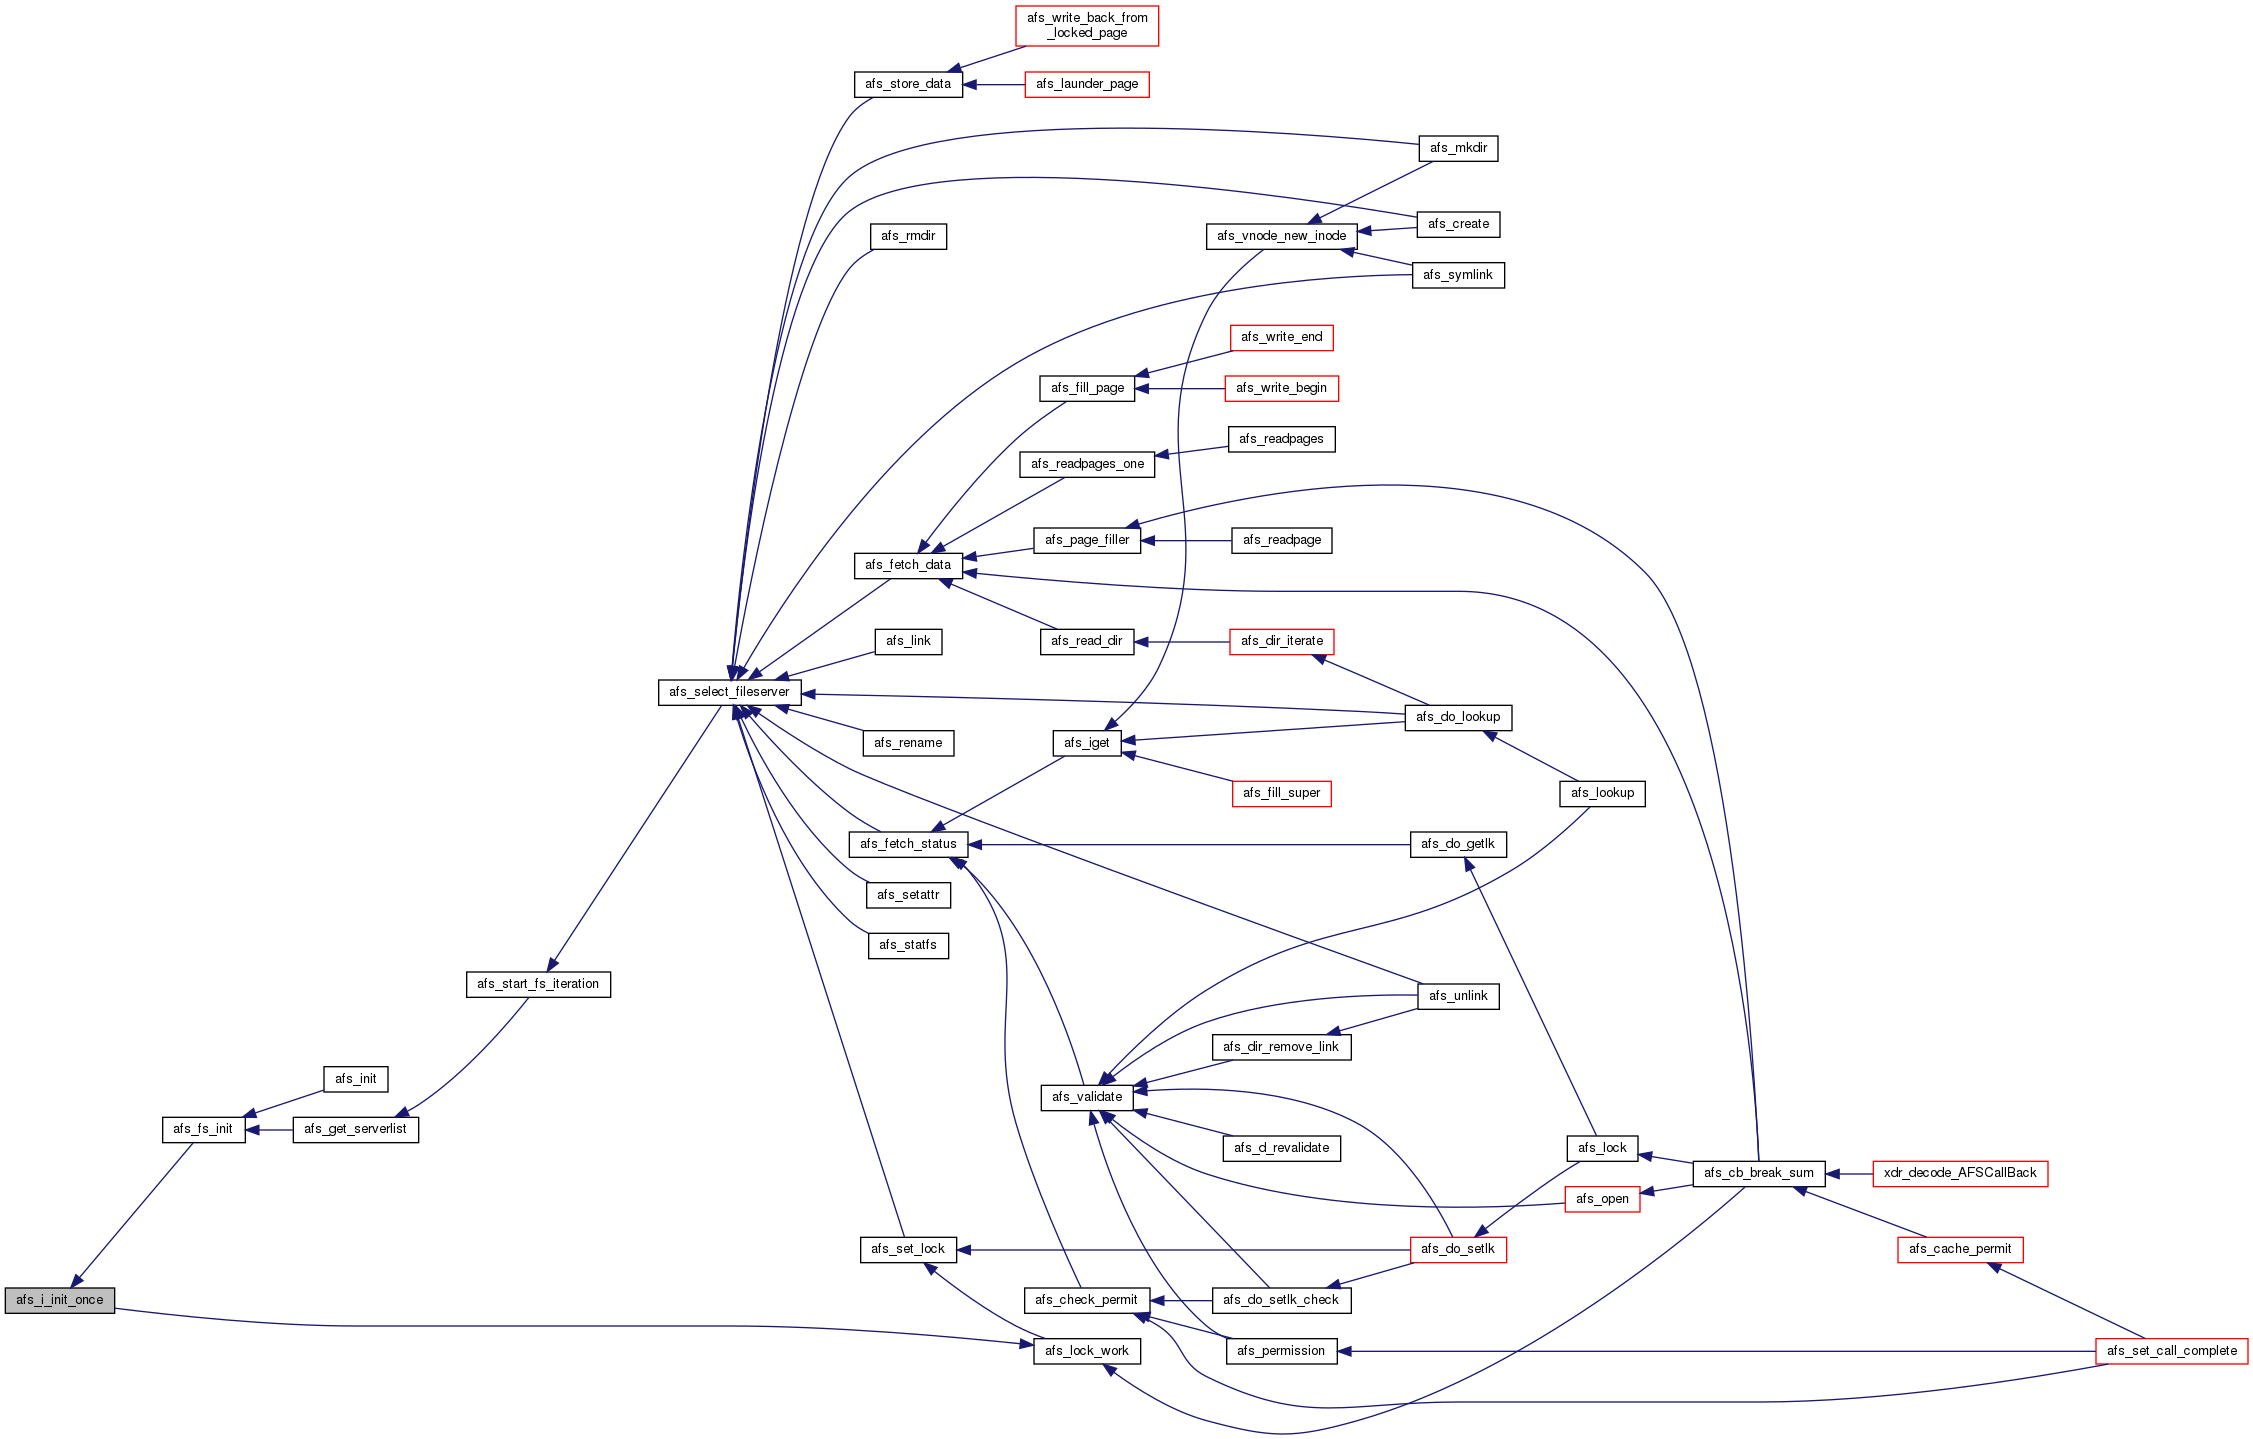 afs_write_back_from
_locked_page
afs_store_data
afs_launder_page
afs_mkdir
afs_create
afs_rmdir
afs_vnode_new_inode
afs_symlink
afs_write_end
afs_fill_page
afs_write_begin
afs_readpages
afs_readpages_one
afs_page_filler
afs_readpage
afs_fetch_data
afs_link
afs_read_dir
afs_dir_iterate
afs_select_fileserver
afs_do_lookup
afs_rename
afs_iget
afs_fill_super
afs_lookup
afs_fetch_status
afs_do_getlk
afs_setattr
afs_statfs
afs_start_fs_iteration
afs_unlink
afs_dir_remove_link
afs_init
afs_validate
afs_fs_init
afs_get_serverlist
afs_d_revalidate
afs_lock
afs_cb_break_sum
xdr_decode_AFSCallBack
afs_open
afs_set_lock
afs_do_setlk
afs_cache_permit
afs_i_init_once
afs_check_permit
afs_do_setlk_check
afs_lock_work
afs_permission
afs_set_call_complete